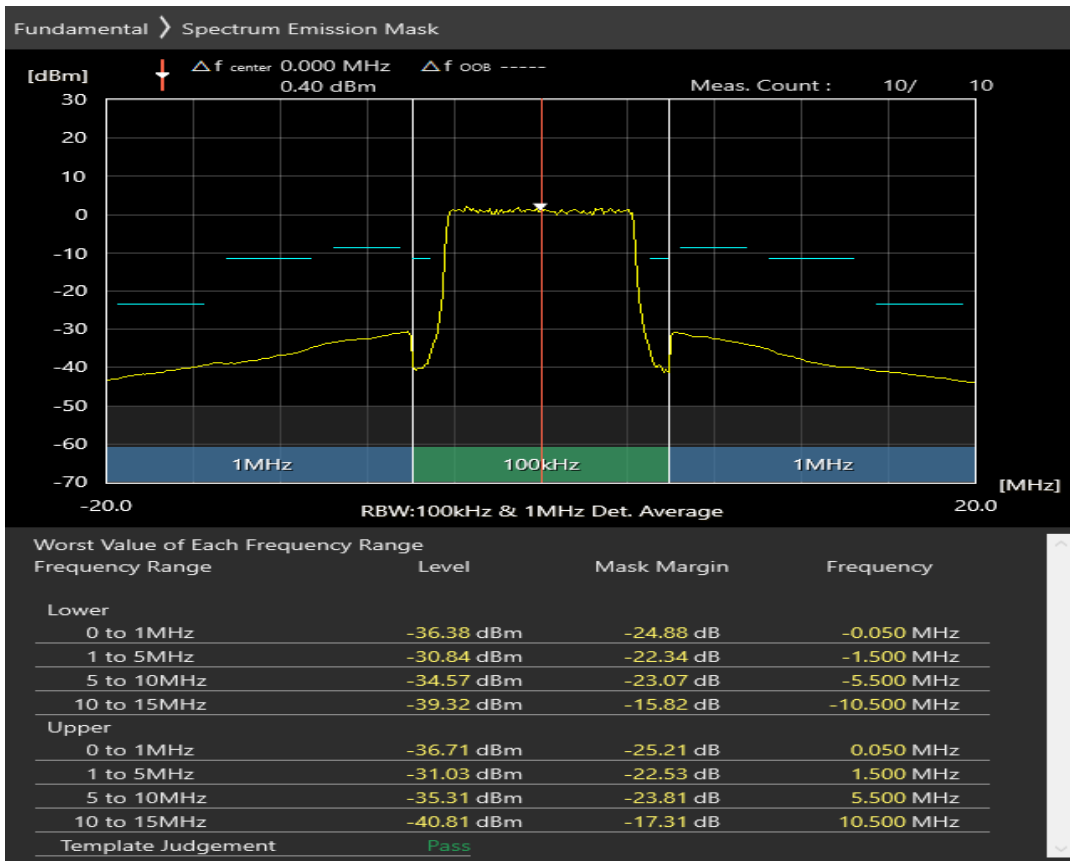 Fundamental ❯ Spectrum Emission Mask
[dBm] Δf center 0.000 MHz Δf OOB -----
0.40 dBm Meas. Count : 10/ 10
30
20
10
0
-10
-20
-30
-40
-50
-60
1MHz 100kHz 1MHz
-70
[MHz]
-20.0 RBW:100kHz & 1MHz Det. Average 20.0
Worst Value of Each Frequency Range
Frequency Range Level Mask Margin Frequency
Lower
0 to 1MHz -36.38 dBm -24.88 dB -0.050 MHz
1 to 5MHz -30.84 dBm -22.34 dB -1.500 MHz
5 to 10MHz -34.57 dBm -23.07 dB -5.500 MHz
10 to 15MHz -39.32 dBm -15.82 dB -10.500 MHz
Upper
0 to 1MHz -36.71 dBm -25.21 dB 0.050 MHz
1 to 5MHz -31.03 dBm -22.53 dB 1.500 MHz
5 to 10MHz -35.31 dBm -23.81 dB 5.500 MHz
10 to 15MHz -40.81 dBm -17.31 dB 10.500 MHz
Template Judgement Pass